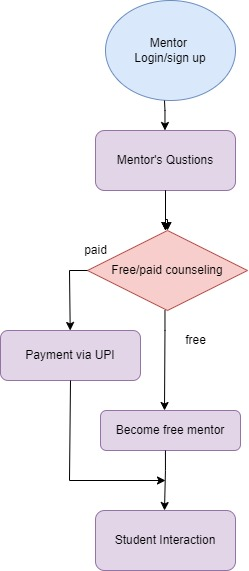 Mentor
Login/sign up
Mentor's Qustions
paid
Free/paid counseling
free
Payment via UPI
Become free mentor
Student Interaction